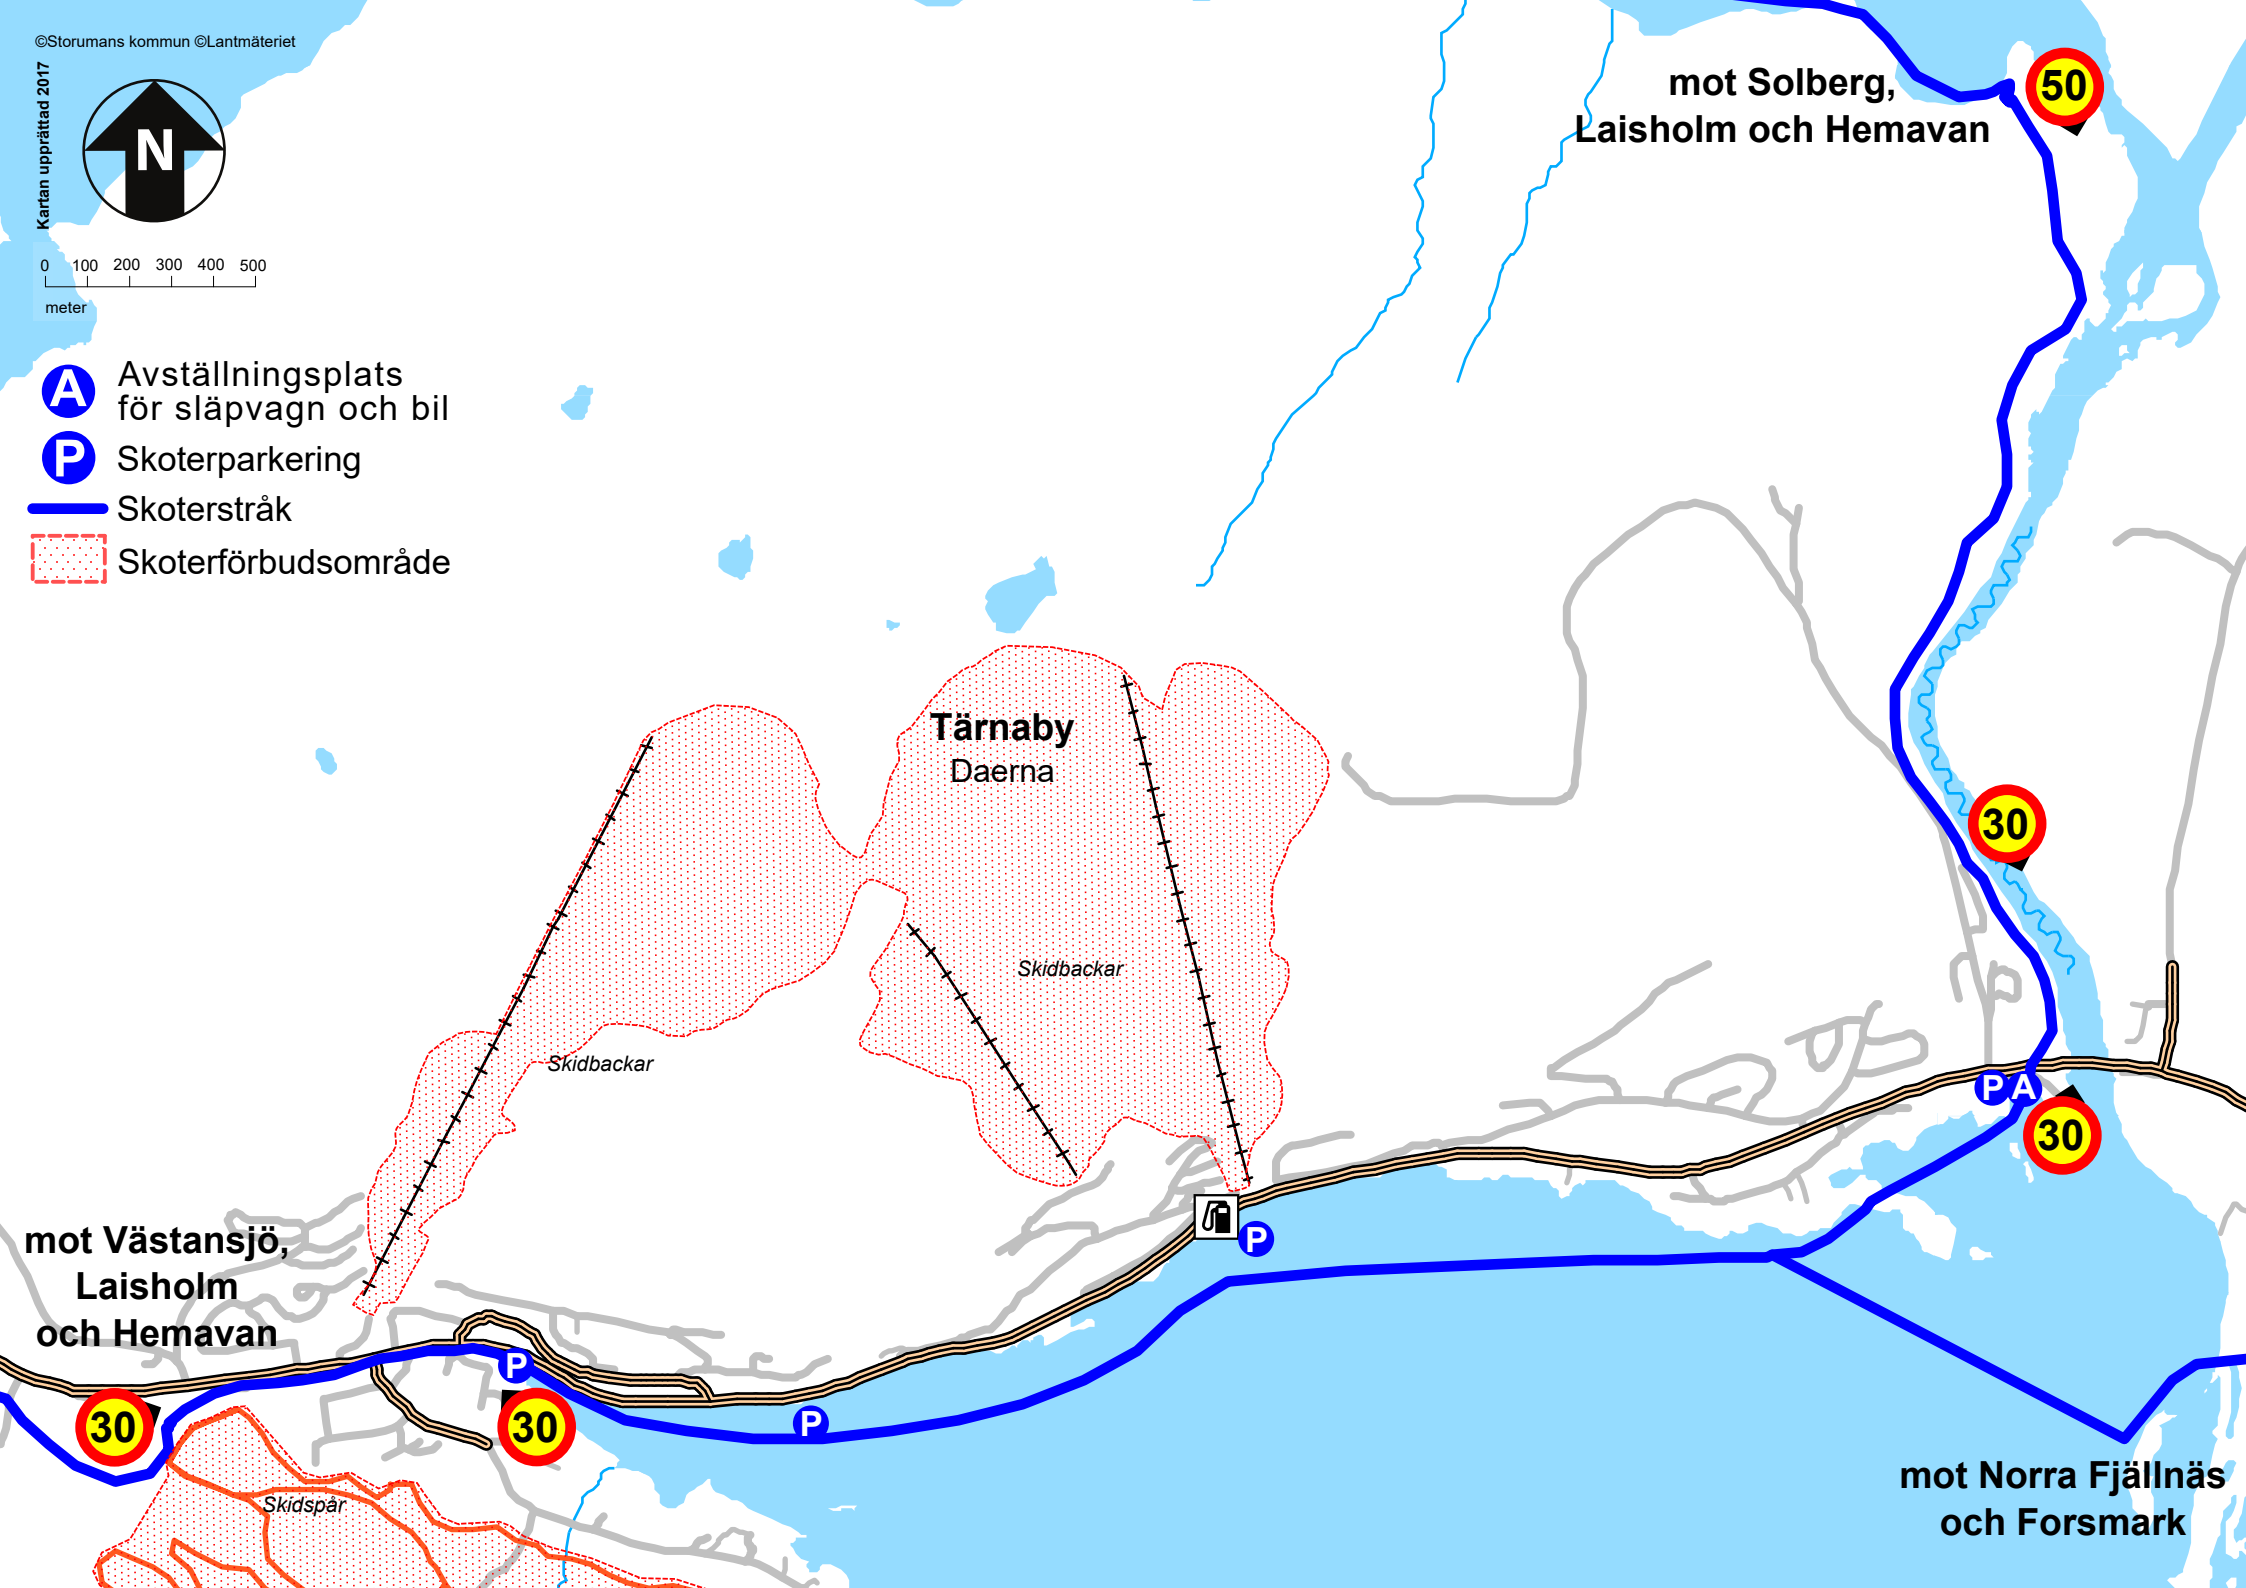 ©Storumans kommun ©Lantmäteriet
Kartan upprättad 2017
N
0 100 200 300 400 500
meter
A Avställningsplats
för släpvagn och bil
P Skoterparkering
Skoterstråk
Skoterförbudsområde
mot Solberg,
Laisholm och Hemavan
50
Tärnaby
Daerna
30
Skidbackar
Skidbackar
P A
30
P
mot Västansjö,
Laisholm
och Hemavan
P
30
30
P
Skidspår
mot Norra Fjällnäs
och Forsmark